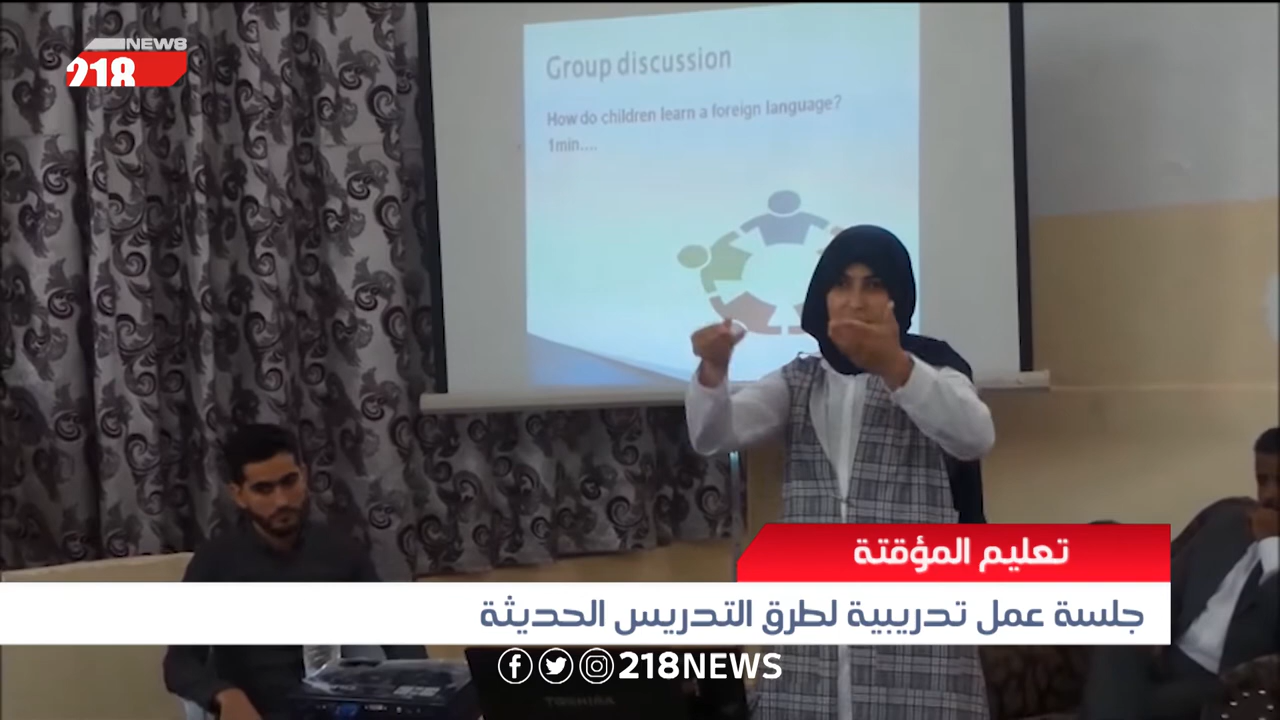 NEWS
218
Group discussion
How do children learn a foreign language?
1min....
تعليم المؤقتة
جلسة عمل تدريبية لطرق التدريس الحديثة
218NEWS
TOSHIBA